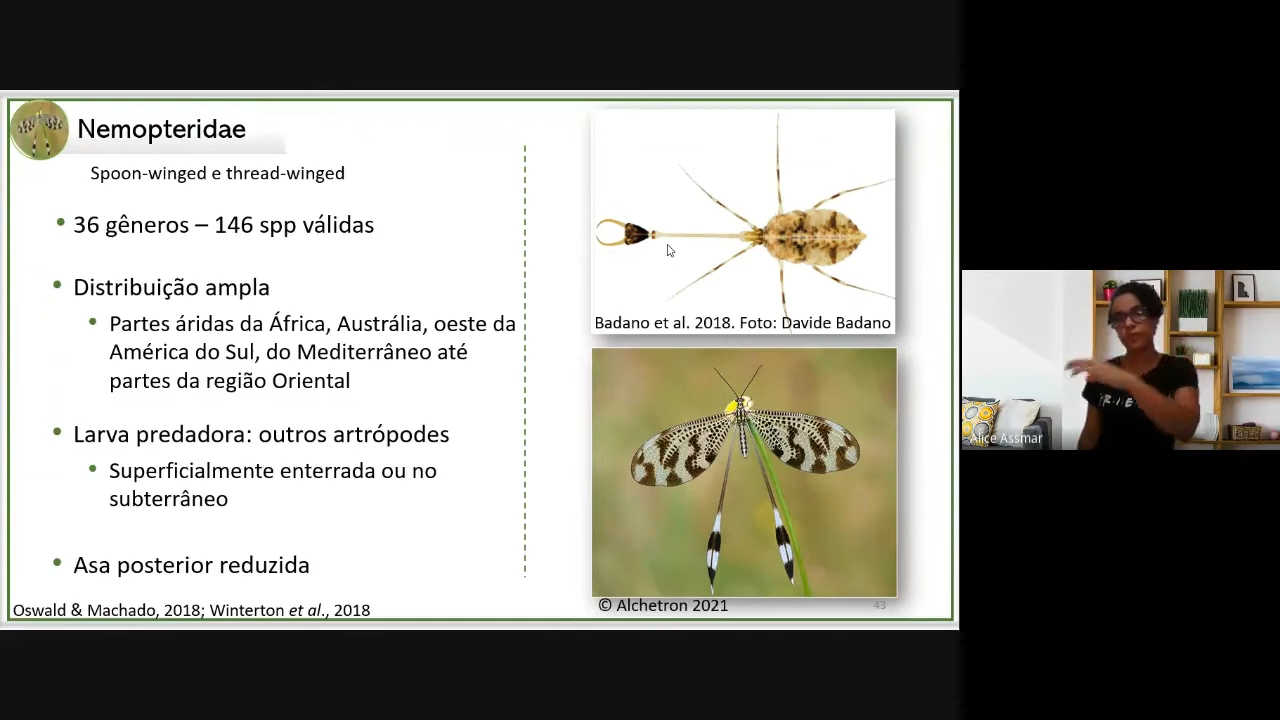 Nemopteridae
Spoon-winged e thread-winged
• 36 gêneros – 146 spp válidas
• Distribuição ampla
• Partes áridas da África, Austrália, oeste da
América do Sul, do Mediterrâneo até
partes da região Oriental
• Larva predadora: outros artrópodes
• Superficialmente enterrada ou no
subterrâneo
• Asa posterior reduzida
Oswald & Machado, 2018; Winterton et al., 2018
Badano et al. 2018. Foto: Davide Badano
© Alchetron 2021
43
Alice Assmar